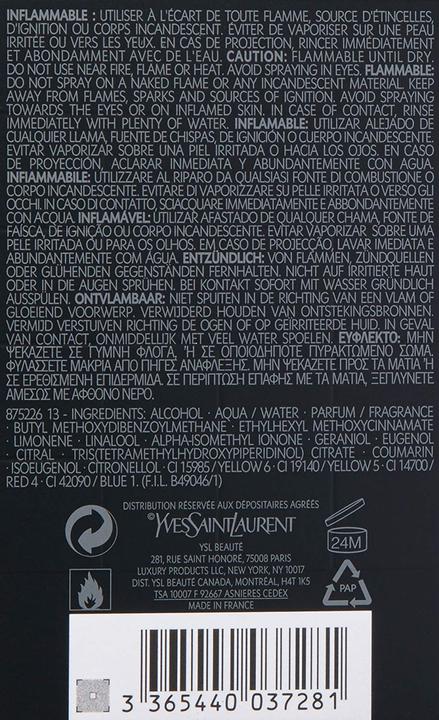 INFLAMMABLE : UTILISER À L'ÉCART DE TOUTE FLAMME, SOURCE D'ÉTINCELLES,
D'IGNITION OU CORPS INCANDESCENT. ÉVITER DE VAPORISER SUR UNE PEAU
IRRITÉE OU VERS LES YEUX. EN CAS DE PROJECTION, RINCER IMMÉDIATEMENT
ET ABONDAMMENT AVEC DE L'EAU. CAUTION: FLAMMABLE UNTIL DRY.
DO NOT USE NEAR FIRE, FLAME OR HEAT. AVOID SPRAYING IN EYES. FLAMMABLE:
DO NOT SPRAY ON A NAKED FLAME OR ANY INCANDESCENT MATERIAL. KEEP
AWAY FROM FLAMES, SPARKS AND SOURCES OF IGNITION. AVOID SPRAYING
TOWARDS THE EYES OR ON INFLAMED SKIN. IN CASE OF CONTACT, RINSE
IMMEDIATELY WITH PLENTY OF WATER. INFLAMABLE: UTILIZAR ALEJADO DE
CUALQUIER LLAMA, FUENTE DE CHISPAS, DE IGNICIÓN O CUERPO INCANDESCENTE.
EVITAR VAPORIZAR SOBRE UNA PIEL IRRITADA O HACIA LOS OJOS. EN CASO
DE PROYECCIÓN, ACLARAR INMEDIATA Y ABUNDANTEMENTE CON AGUA.
INFIAMMABILE: UTILIZZARE AL RIPARO DA QUALSIASI FONTE DI COMBUSTIONE O
CORPO INCANDESCENTE. EVITARE DI VAPORIZZARE SU PELLE IRRITATA O VERSO GLI
OCCHI. IN CASO DI CONTATTO, SCIACQUARE IMMEDIATAMENTE E ABBONDANTEMENTE
CON ACQUA. INFLAMÁVEL: UTILIZAR AFASTADO DE QUALQUER CHAMA, FONTE DE
FAÍSCA, DE IGNIÇÃO OU CORPO INCANDESCENTE. EVITAR VAPORIZAR SOBRE UMA
PELE IRRITADA OU PARA OS OLHOS. EM CASO DE PROJECÇÃO, LAVAR IMEDIATA E
ABUNDANTEMENTE COM ÁGUA. ENTZÜNDLICH: VON FLAMMEN, ZÜNDQUELLEN
ODER GLÜHENDEN GEGENSTÄNDEN FERNHALTEN. NICHT AUF IRRITIERTE HAUT
ODER IN DIE AUGEN SPRÜHEN. BEI KONTAKT SOFORT MIT WASSER GRÜNDLICH
AUSSPÜLEN. ONTVLAMBAAR: NIET SPUITEN IN DE RICHTING VAN EEN VLAM OF
GLOEIEND VOORWERP. VERWIJDERD HOUDEN VAN ONTSTEKINGSBRONNEN.
VERMIJD VERSTUIVEN RICHTING DE OGEN OF OP GEÏRRITEERDE HUID. IN GEVAL
VAN CONTACT, ONMIDDELLIJK MET VEEL WATER SPOELEN. ΕΥΦΛΕΚΤΟ: ΜΗΝ
ΨΕΚΑΖΕΤΕ ΣΕ ΓΥΜΝΗ ΦΛΟΓΑ, Ή ΣΕ ΟΠΟΙΟΔΗΠΟΤΕ ΠΥΡΑΚΤΩΜΕΝΟ ΣΩΜΑ.
ΦΥΛΑΣΣΕΤΕ ΜΑΚΡΙΑ ΑΠΟ ΠΗΓΕΣ ΑΝΑΦΛΕΞΗΣ. ΜΗΝ ΨΕΚΑΖΕΤΕ ΠΡΟΣ ΤΑ ΜΑΤΙΑ Ή
ΣΕ ΕΡΕΘΙΣΜΕΝΗ ΕΠΙΔΕΡΜΙΔΑ. ΣΕ ΠΕΡΙΠΤΩΣΗ ΕΠΑΦΗΣ ΜΕ ΤΑ ΜΑΤΙΑ, ΞΕΠΛΥΝΕΤΕ
ΑΜΕΣΩΣ ΜΕ ΑΦΘΟΝΟ ΝΕΡΟ.
875226 13 - INGREDIENTS: ALCOHOL · AQUA / WATER · PARFUM / FRAGRANCE
· BUTYL METHOXYDIBENZOYLMETHANE · ETHYLHEXYL METHOXYCINNAMATE
· LIMONENE · LINALOOL · ALPHA-ISOMETHYL IONONE · GERANIOL · EUGENOL
· CITRAL · TRIS(TETRAMETHYLHYDROXYPIPERIDINOL) CITRATE · COUMARIN
· ISOEUGENOL · CITRONELLOL · CI 15985 / YELLOW 6 · CI 19140 / YELLOW 5 · CI 14700 /
RED 4 · CI 42090 / BLUE 1. (F.I.L. B49046/1)
DISTRIBUTION RÉSERVÉE AUX DÉPOSITAIRES AGRÉÉS
©YVESSAINTLAURENT
YSL BEAUTÉ
281, RUE SAINT HONORÉ, 75008 PARIS
LUXURY PRODUCTS LLC, NEW YORK, NY 10017
DIST. YSL BEAUTÉ CANADA, MONTRÉAL, H4T 1K5
TSA 10007 F 92667 ASNIERES CEDEX
MADE IN FRANCE
24M
PAP
3 365440 037281